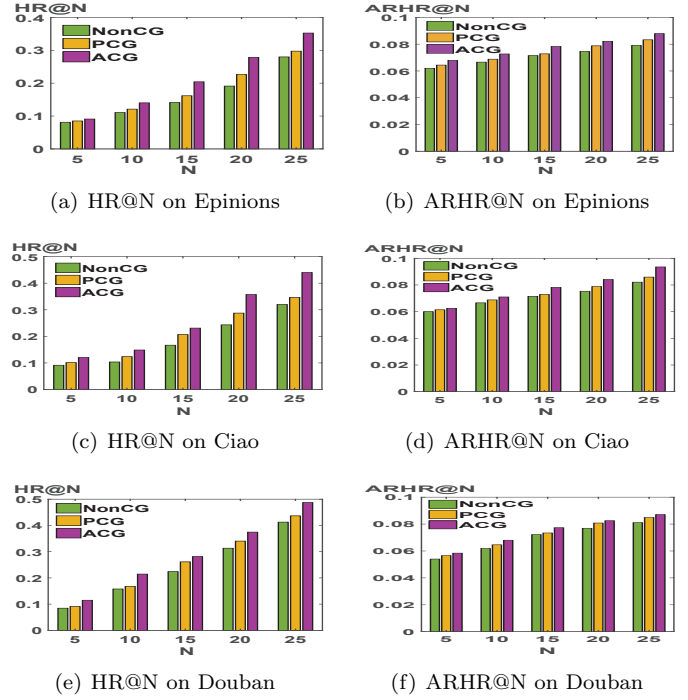 HR@N
0.4
0.3
0.2
0.1
0
NonCG
PCG
ACG
5 10 15 20 25
N
(a) HR@N on Epinions
ARHR@N
0.1
0.08
0.06
0.04
0.02
0
NonCG
PCG
ACG
5 10 15 20 25
N
(b) ARHR@N on Epinions
HR@N
0.5
0.4
0.3
0.2
0.1
0
NonCG
PCG
ACG
5 10 15 20 25
N
(c) HR@N on Ciao
ARHR@N
0.1
0.08
0.06
0.04
0.02
0
NonCG
PCG
ACG
5 10 15 20 25
N
(d) ARHR@N on Ciao
HR@N
0.5
0.4
0.3
0.2
0.1
0
NonCG
PCG
ACG
5 10 15 20 25
N
(e) HR@N on Douban
ARHR@N
0.1
0.08
0.06
0.04
0.02
0
NonCG
PCG
ACG
5 10 15 20 25
N
(f) ARHR@N on Douban